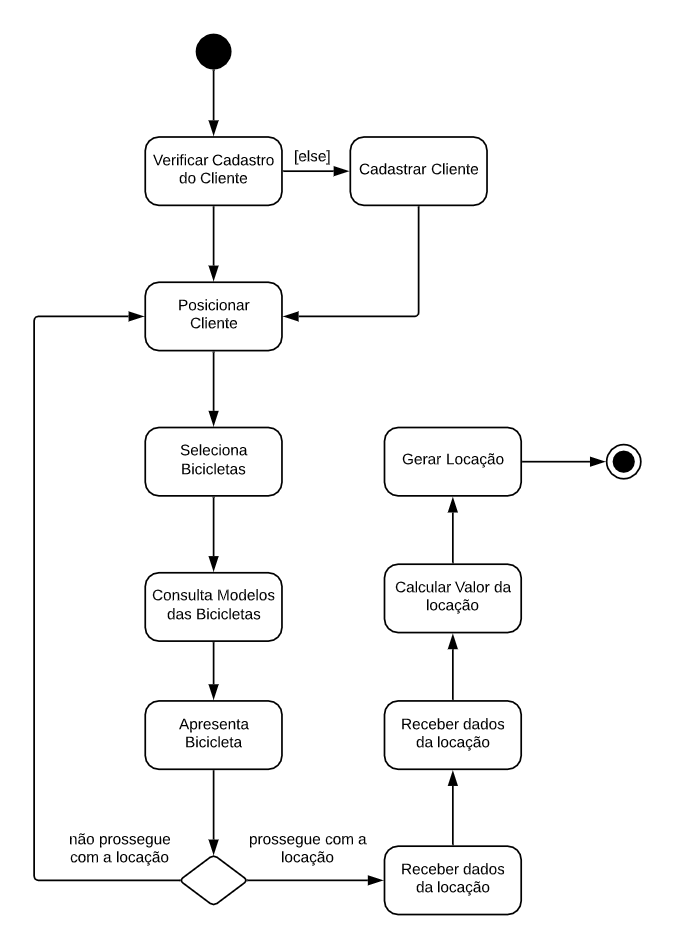 Verificar Cadastro
do Cliente
[else]
Cadastrar Cliente
Posicionar
Cliente
Seleciona
Bicicletas
Consulta Modelos
das Bicicletas
Apresenta
Bicicleta
não prossegue
com a locação
prossegue com a
locação
Receber dados
da locação
Receber dados
da locação
Calcular Valor da
locação
Gerar Locação